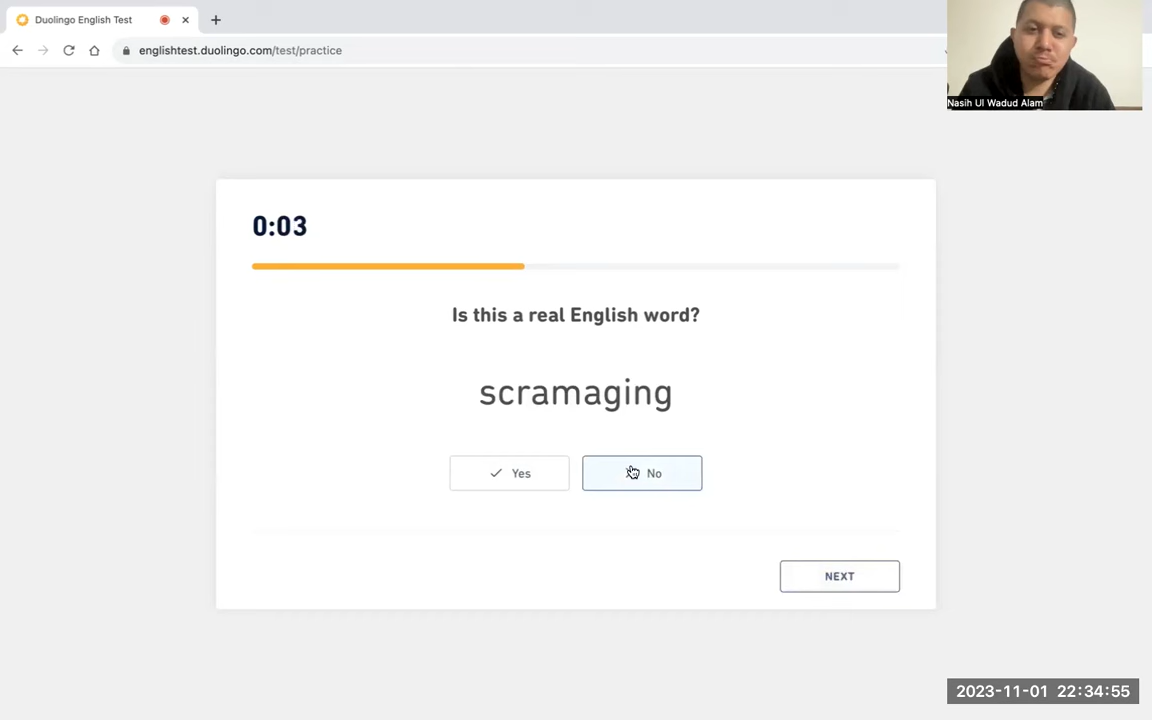 Duolingo English Test
englishtest.duolingo.com/test/practice
Nasih Ul Wadud Alam
0:03
Is this a real English word?
scramaging
Yes
No
NEXT
2023-11-01 22:34:55